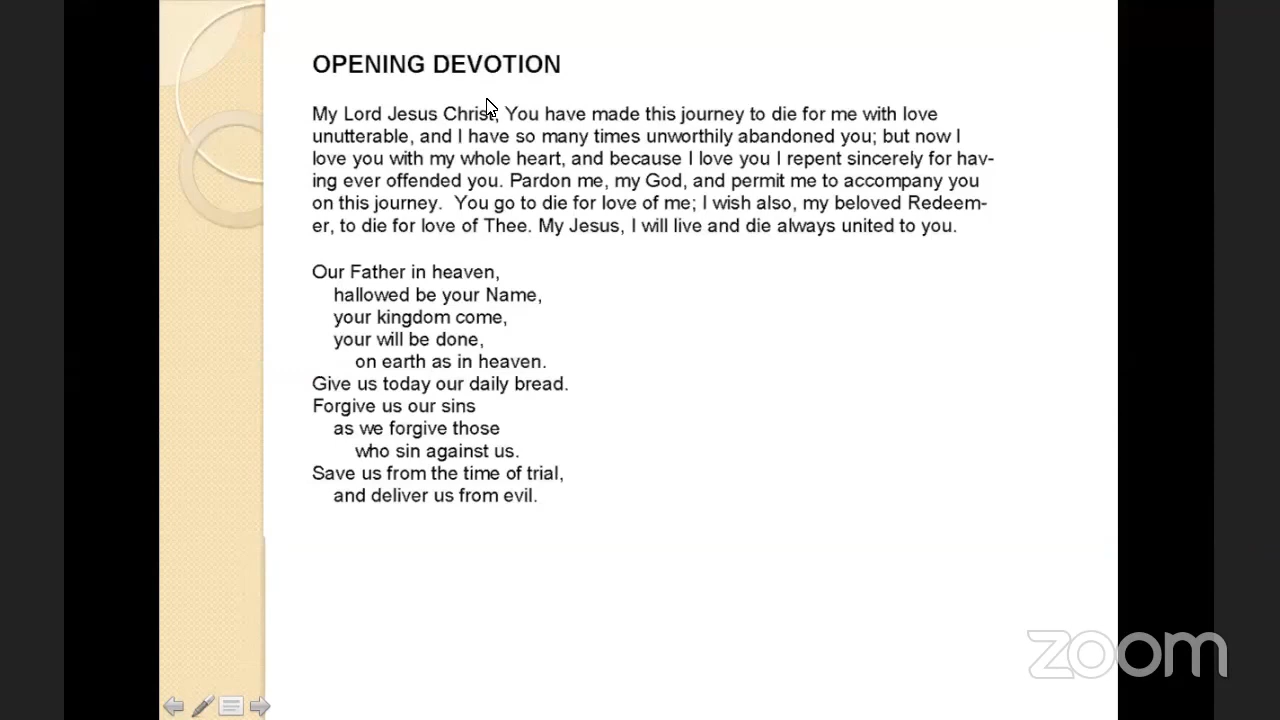 OPENING DEVOTION
My Lord Jesus Christ, You have made this journey to die for me with love
unutterable, and I have so many times unworthily abandoned you; but now I
love you with my whole heart, and because I love you I repent sincerely for hav-
ing ever offended you. Pardon me, my God, and permit me to accompany you
on this journey.  You go to die for love of me; I wish also, my beloved Redeem-
er, to die for love of Thee. My Jesus, I will live and die always united to you.
Our Father in heaven,
hallowed be your Name,
your kingdom come,
your will be done,
on earth as in heaven.
Give us today our daily bread.
Forgive us our sins
as we forgive those
who sin against us.
Save us from the time of trial,
and deliver us from evil.
zoom